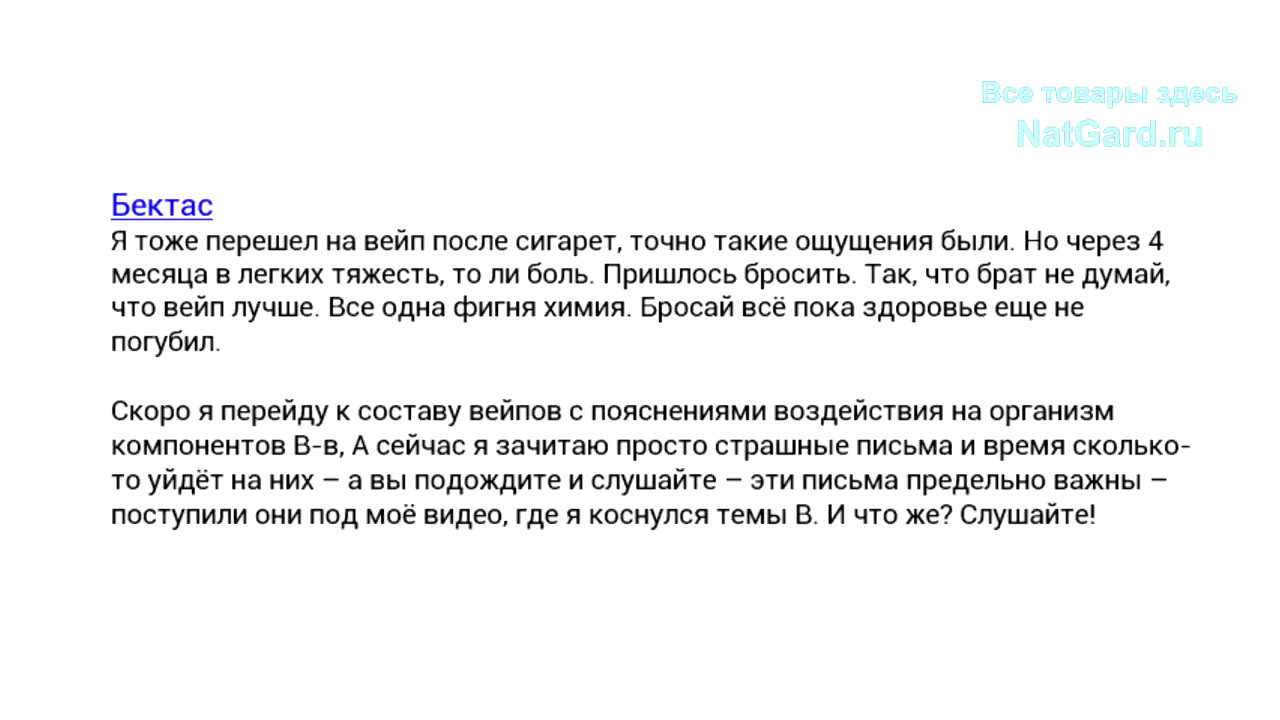 Все товары здесь
NatGard.ru
Бектас
Я тоже перешел на вейп после сигарет, точно такие ощущения были. Но через 4
месяца в легких тяжесть, то ли боль. Пришлось бросить. Так, что брат не думай,
что вейп лучше. Все одна фигня химия. Бросай всё пока здоровье еще не
погубил.
Скоро я перейду к составу вейпов с пояснениями воздействия на организм
компонентов В-в, А сейчас я зачитаю просто страшные письма и время сколько-
то уйдёт на них – а вы подождите и слушайте – эти письма предельно важны –
поступили они под моё видео, где я коснулся темы В. И что же? Слушайте!